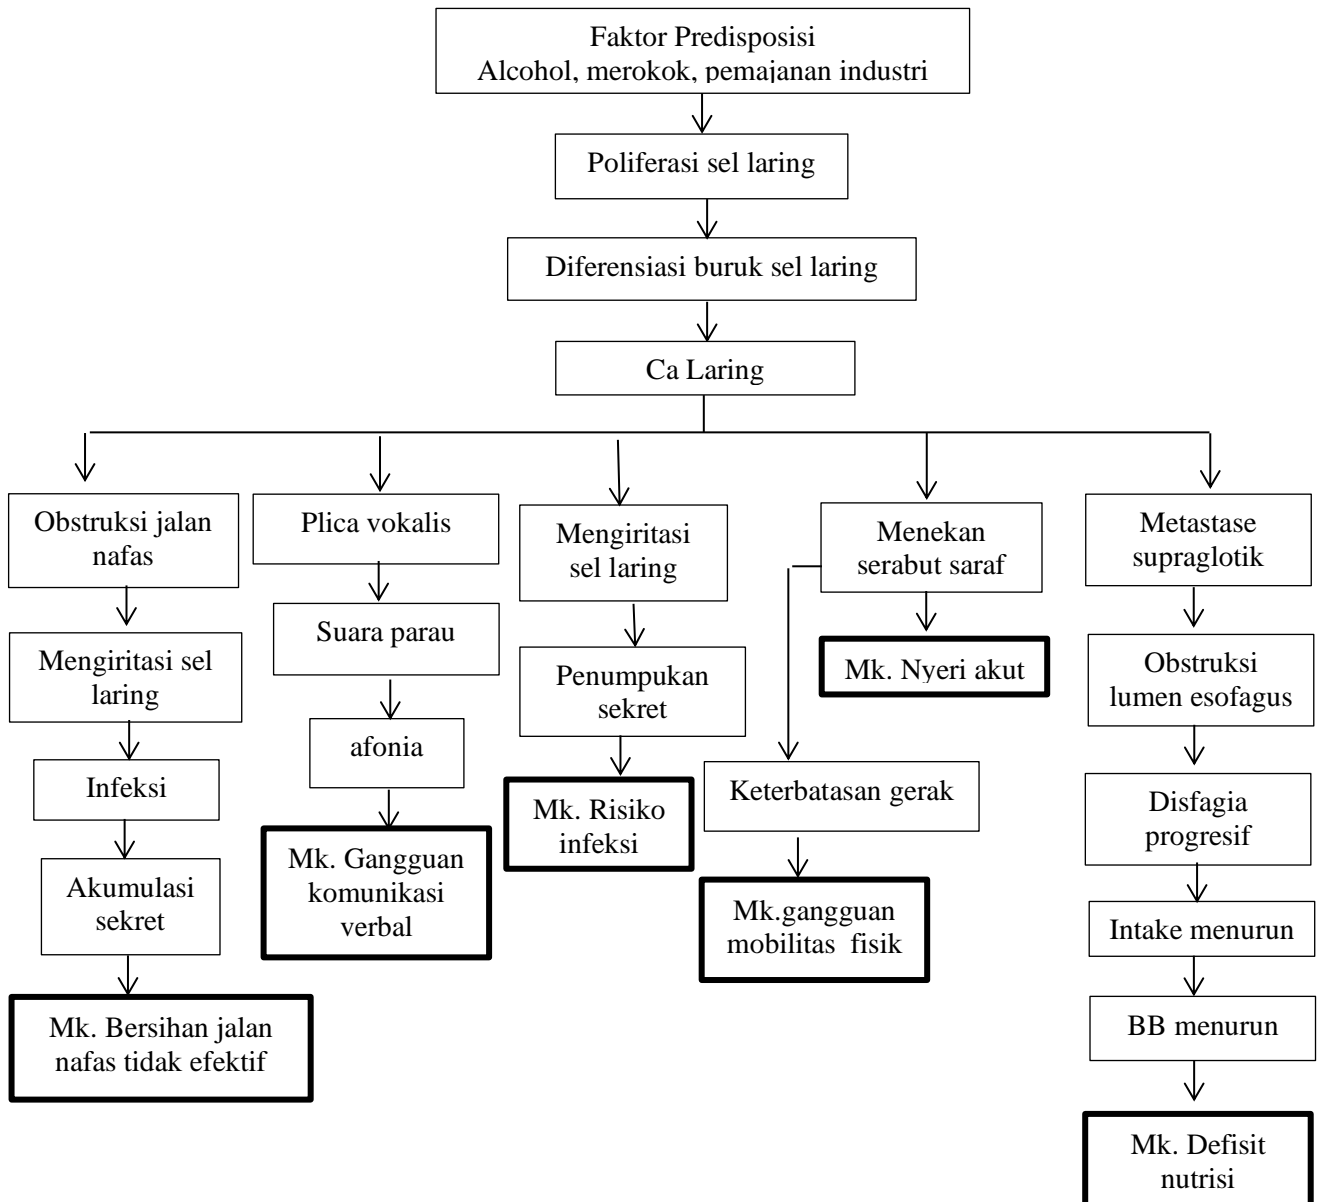 Faktor Predisposisi
Alcohol, merokok, pemajanan industri
Poliferasi sel laring
Diferensiasi buruk sel laring
Ca Laring
Obstruksi jalan
nafas
Mengiritasi sel
laring
Infeksi
Akumulasi
sekret
Mk. Bersihan jalan
nafas tidak efektif
Plica vokalis
Suara parau
afonia
Mk. Gangguan
komunikasi
verbal
Mengiritasi
sel laring
Penumpukan
sekret
Mk. Risiko
infeksi
Menekan
serabut saraf
Mk. Nyeri akut
Keterbatasan gerak
Mk.gangguan
mobilitas fisik
Metastase
supraglotik
Obstruksi
lumen esofagus
Disfagia
progresif
Intake menurun
BB menurun
Mk. Defisit
nutrisi